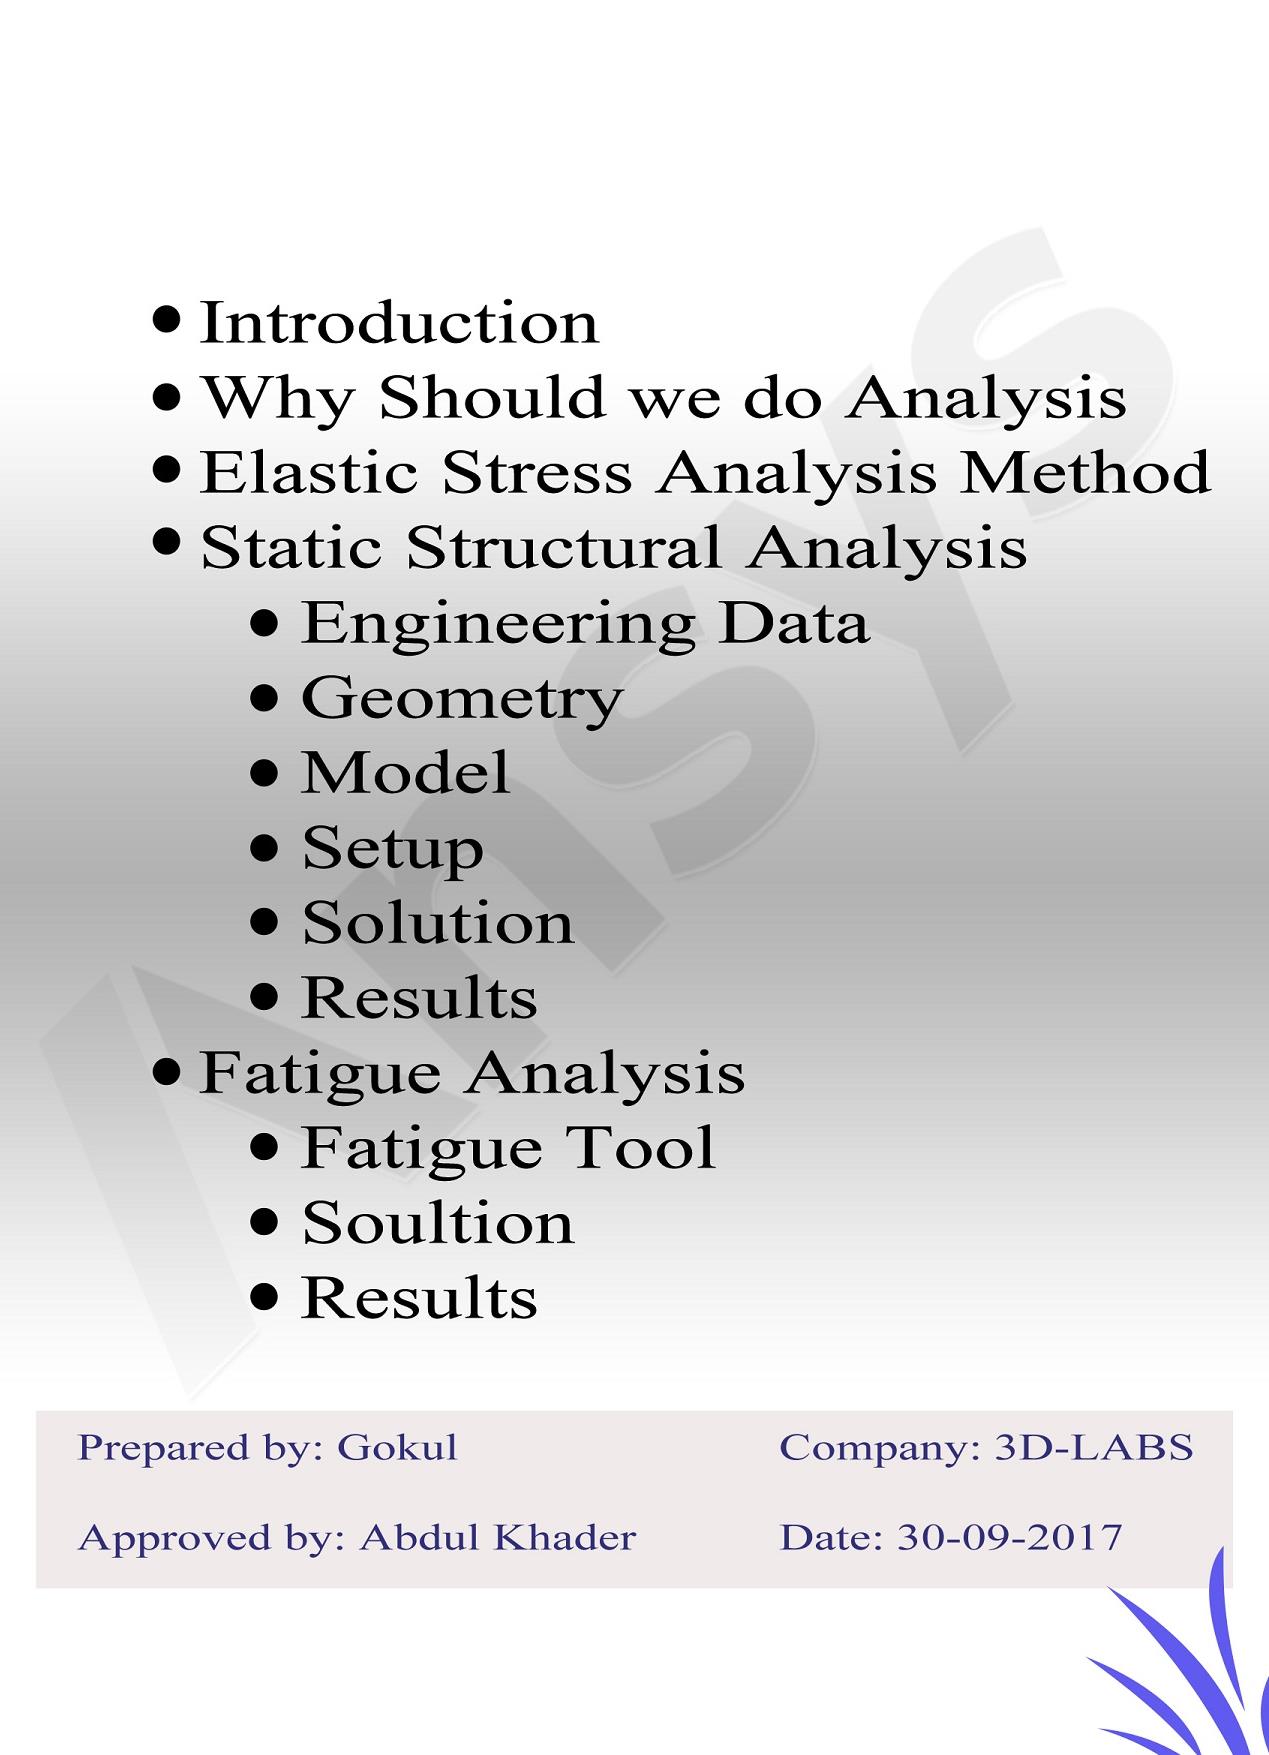 • Introduction
• Why Should we do Analysis
• Elastic Stress Analysis Method
• Static Structural Analysis
• Engineering Data
• Geometry
• Model
• Setup
• Solution
• Results
• Fatigue Analysis
• Fatigue Tool
• Soultion
• Results
Ansys
Prepared by: Gokul
Company: 3D-LABS
Approved by: Abdul Khader
Date: 30-09-2017